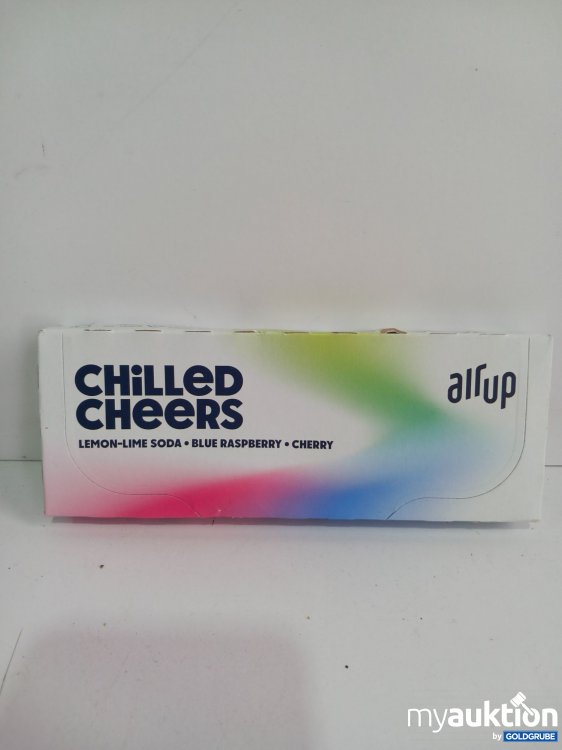 CHiLLeD
CHeeRS
LEMON-LIME SODA • BLUE RASPBERRY • CHERRY
air up
myauktion
by GOLDGRUBE